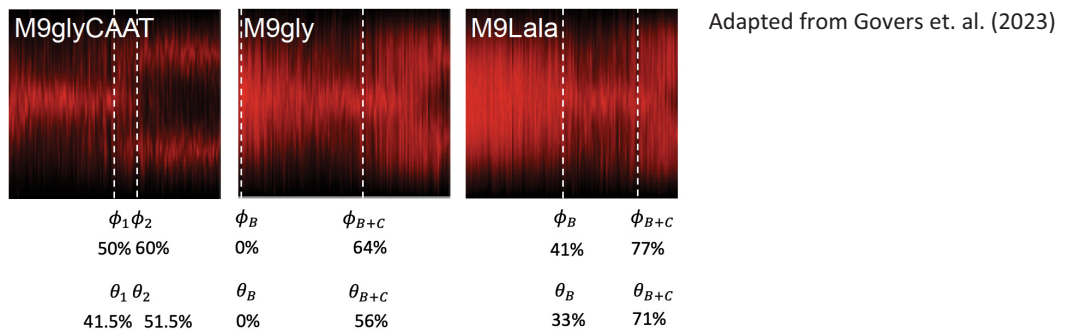 M9glyCAAT M9gly M9Lala Adapted from Govers et. al. (2023)
ϕ1 ϕ2 ϕB ϕB+C ϕB ϕB+C
50% 60% 0% 64% 41% 77%
θ1 θ2 θB θB+C θB θB+C
41.5% 51.5% 0% 56% 33% 71%